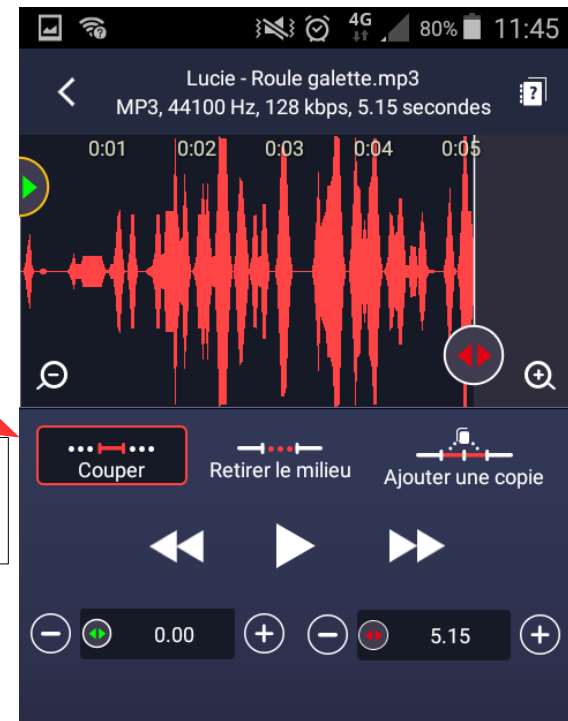 4G 80% 11:45
Lucie - Roule galette.mp3
MP3, 44100 Hz, 128 kbps, 5.15 secondes
0:01 0:02 0:03 0:04 0:05
Couper Retirer le milieu Ajouter une copie
0.00 5.15